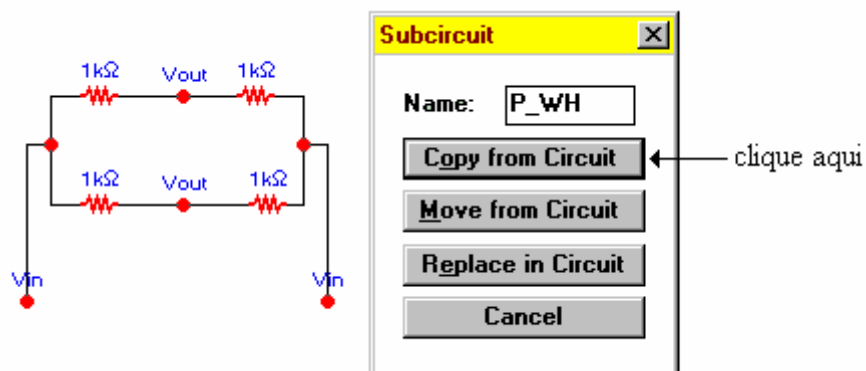 1kΩ Vout 1kΩ
1kΩ Vout 1kΩ
Vin Vin
Subcircuit
Name: P_WH
Copy from Circuit
clique aqui
Move from Circuit
Replace in Circuit
Cancel